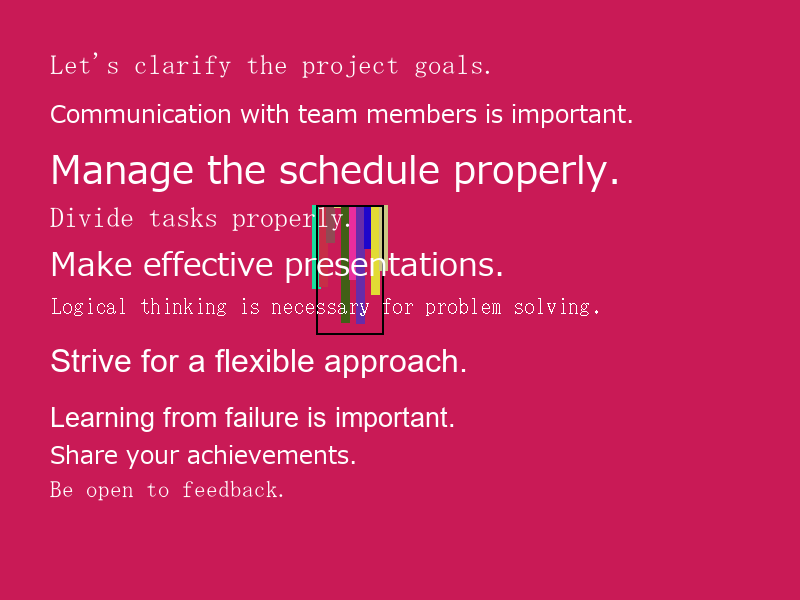 Let's clarify the project goals.
Communication with team members is important.
Manage the schedule properly.
Divide tasks properly.
Make effective presentations.
Logical thinking is necessary for problem solving.
Strive for a flexible approach.
Learning from failure is important.
Share your achievements.
Be open to feedback.